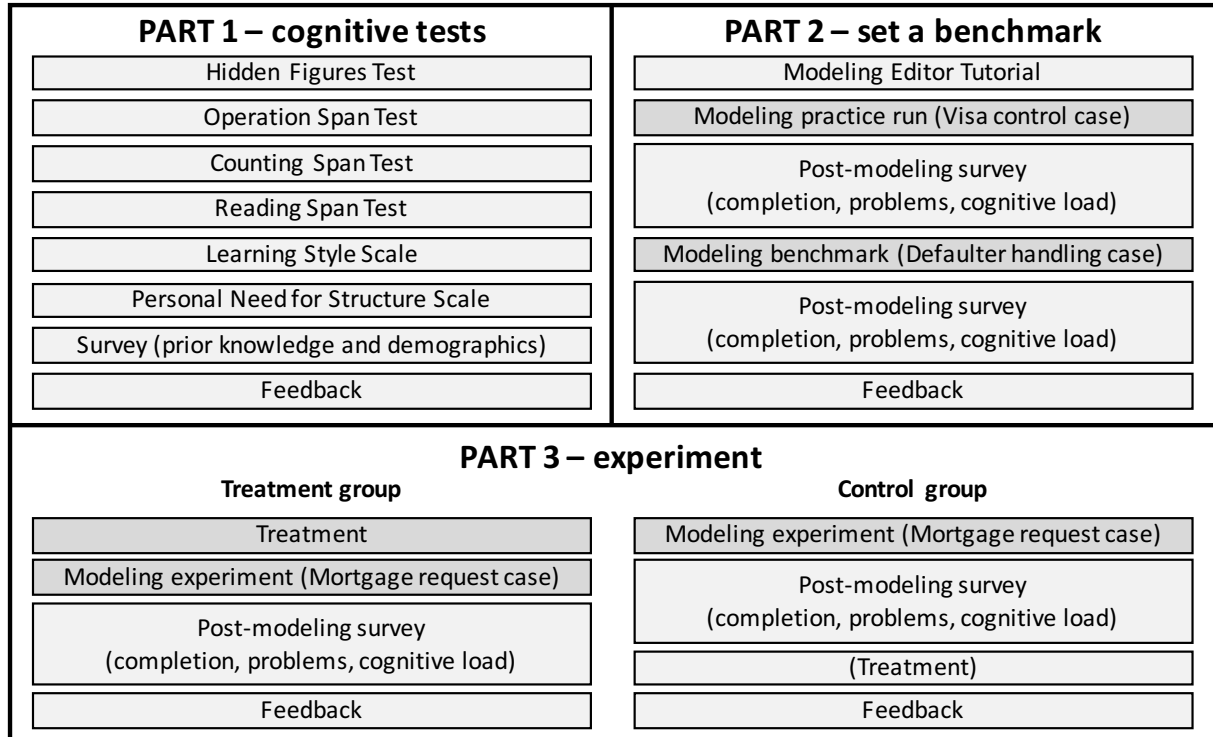 PART 1 – cognitive tests
Hidden Figures Test
Operation Span Test
Counting Span Test
Reading Span Test
Learning Style Scale
Personal Need for Structure Scale
Survey (prior knowledge and demographics)
Feedback
PART 2 – set a benchmark
Modeling Editor Tutorial
Modeling practice run (Visa control case)
Post-modeling survey
(completion, problems, cognitive load)
Modeling benchmark (Defaulter handling case)
Post-modeling survey
(completion, problems, cognitive load)
Feedback
PART 3 – experiment
Treatment group
Treatment
Modeling experiment (Mortgage request case)
Post-modeling survey
(completion, problems, cognitive load)
Feedback
Control group
Modeling experiment (Mortgage request case)
Post-modeling survey
(completion, problems, cognitive load)
(Treatment)
Feedback